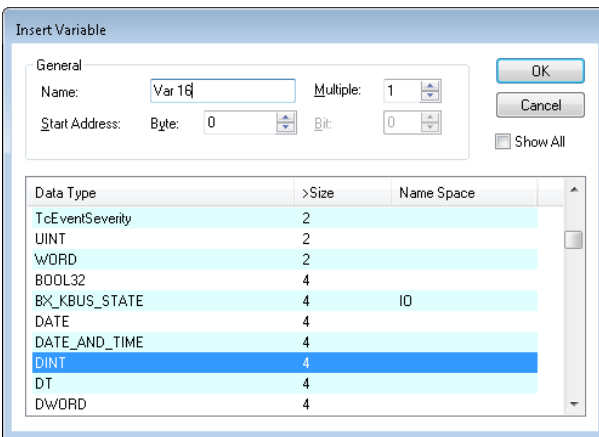 Insert Variable
General
Name: Var 16 Multiple: 1
Start Address: Byte: 0 Bit: 0
OK
Cancel
Show All
Data Type >Size Name Space
TcEventSeverity 2
UINT 2
WORD 2
BOOL32 4
BX_KBUS_STATE 4 IO
DATE 4
DATE_AND_TIME 4
DINT 4
DT 4
DWORD 4